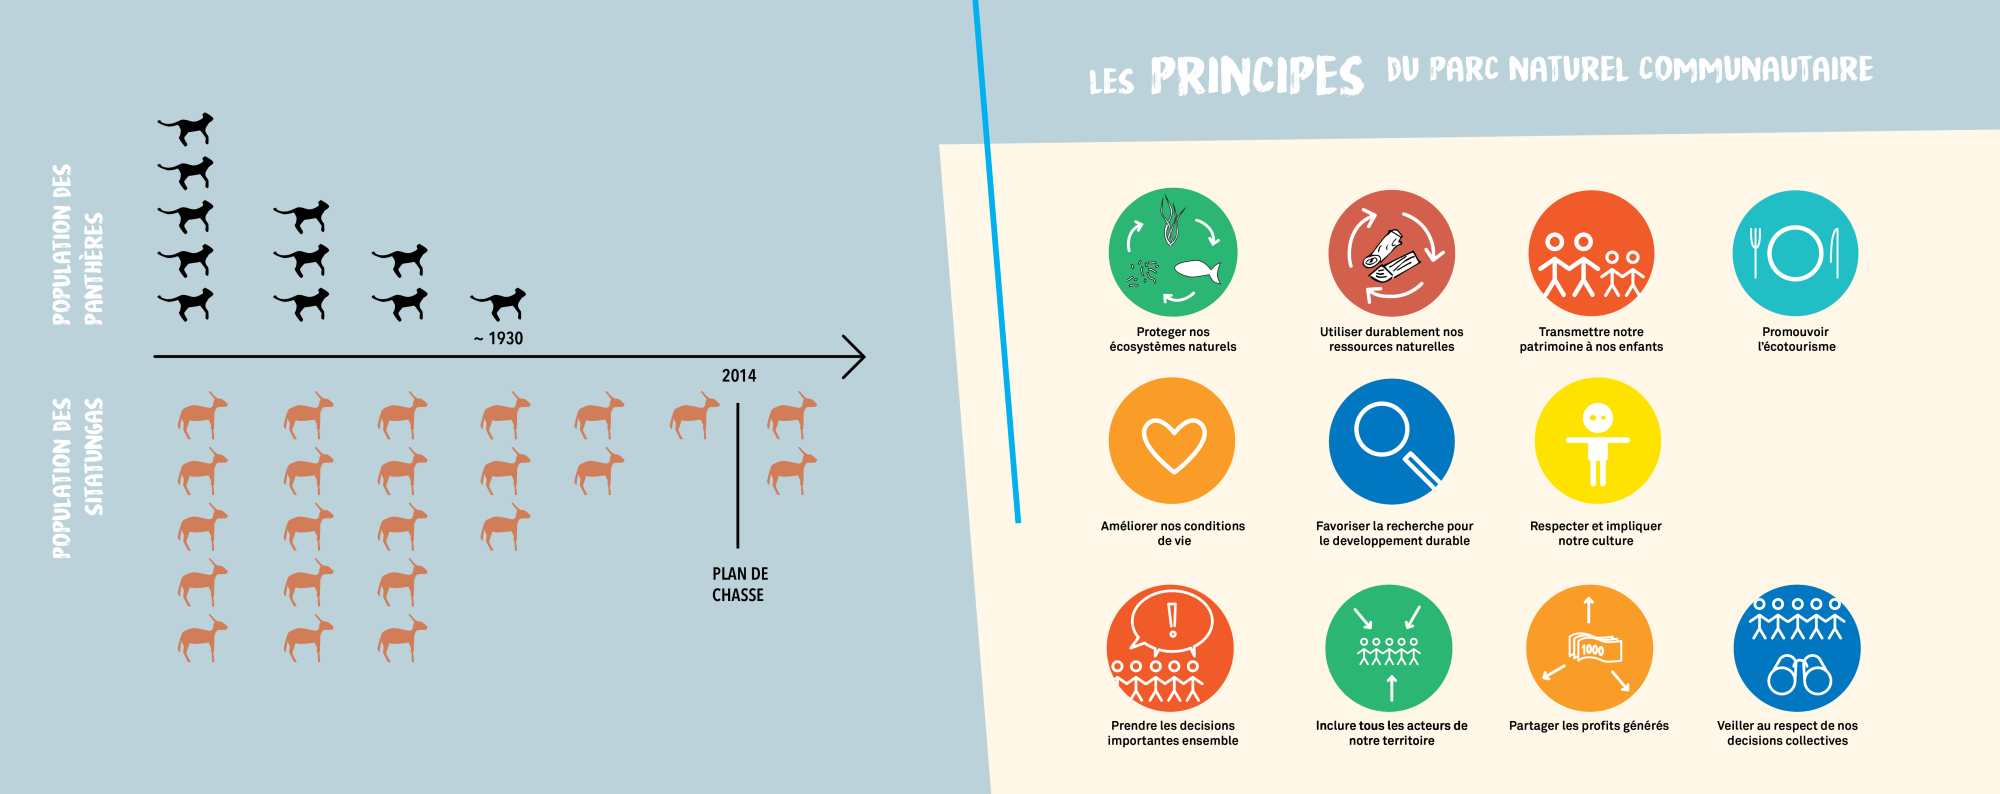 POPULATION DES
PANTHÈRES
~ 1930
2014
POPULATION DES
SITATUNGAS
PLAN DE
CHASSE
LES PRINCIPES DU PARC NATUREL COMMUNAUTAIRE
Proteger nos
écosystèmes naturels
Utiliser durablement nos
ressources naturelles
Transmettre notre
patrimoine à nos enfants
Promouvoir
l'écotourisme
Améliorer nos conditions
de vie
Favoriser la recherche pour
le developpement durable
Respecter et impliquer
notre culture
Prendre les decisions
importantes ensemble
Inclure tous les acteurs de
notre territoire
1000
Partager les profits générés
Veiller au respect de nos
decisions collectives